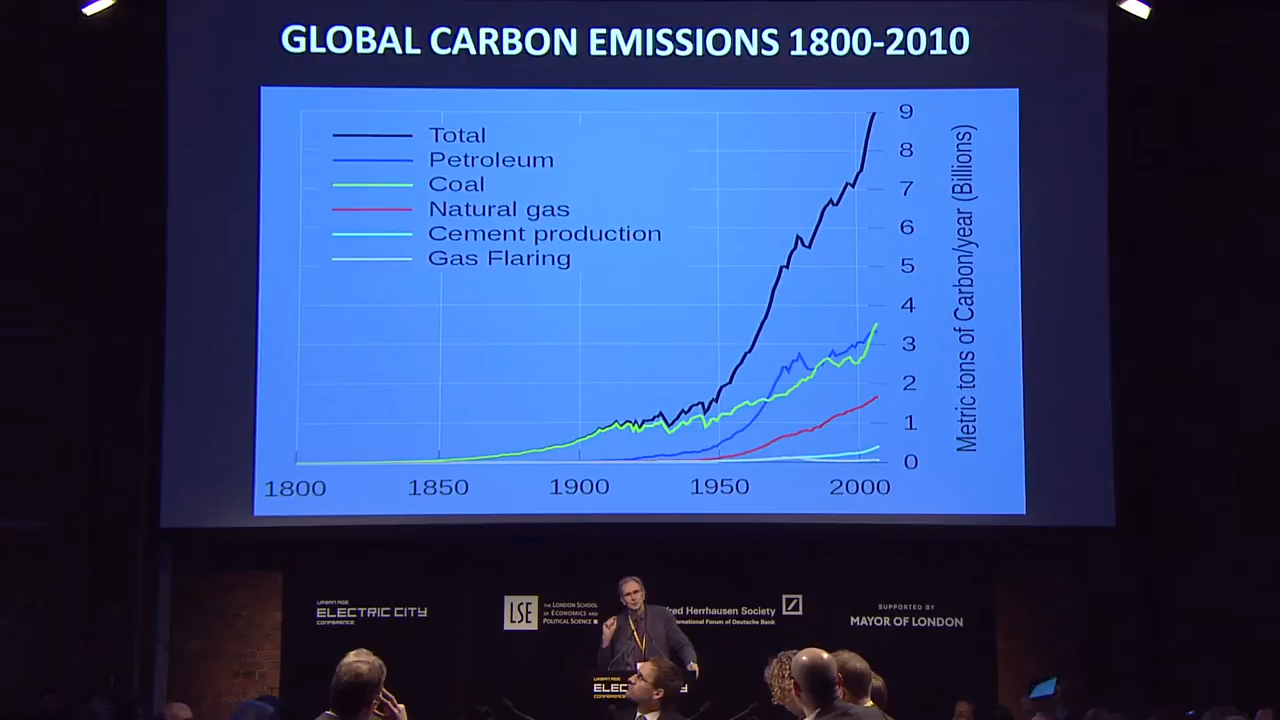 GLOBAL CARBON EMISSIONS 1800-2010
Total
Petroleum
Coal
Natural gas
Cement production
Gas Flaring
9
8
7
6
5
4
3
2
1
0
Metric tons of Carbon/year (Billions)
1800
1850
1900
1950
2000
URBAN AGE
ELECTRIC CITY
CONFERENCE
LSE
THE LONDON SCHOOL
OF ECONOMICS AND
POLITICAL SCIENCE
Herrhausen Society
Forum of Deutsche Bank
SUPPORTED BY
MAYOR OF LONDON
URBAN AGE
CONFERENCE